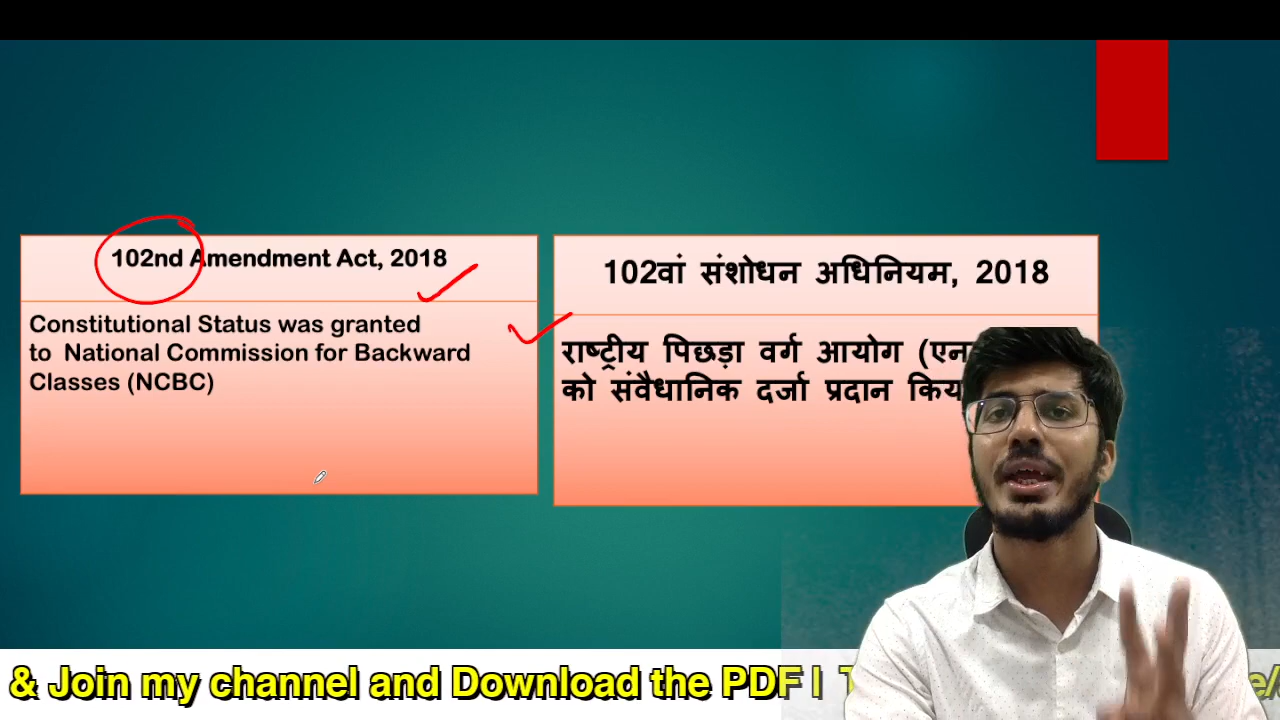 102nd Amendment Act, 2018
Constitutional Status was granted
to National Commission for Backward
Classes (NCBC)
102वां संशोधन अधिनियम, 2018
राष्ट्रीय पिछड़ा वर्ग आयोग
को संवैधानिक दर्जा प्रदान
& Join my channel and Download the PDF